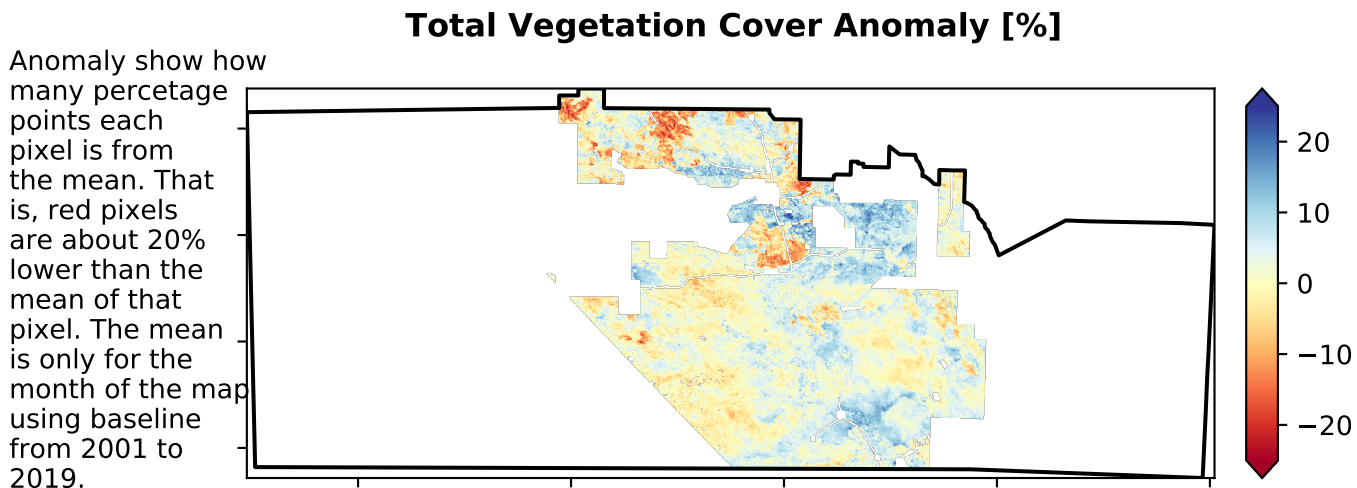 Total Vegetation Cover Anomaly [%]
Anomaly show how
many percetage
points each
pixel is from
the mean. That
is, red pixels
are about 20%
lower than the
mean of that
pixel. The mean
is only for the
month of the map
using baseline
from 2001 to
2019.
20
10
0
−10
−20